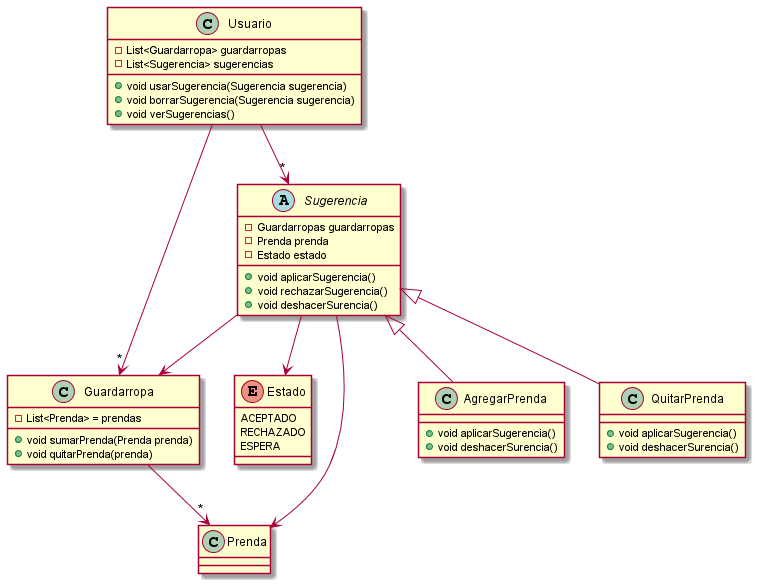 C Usuario
List<Guardarropa> guardarropas
List<Sugerencia> sugerencias
void usarSugerencia(Sugerencia sugerencia)
void borrarSugerencia(Sugerencia sugerencia)
void verSugerencias()
*
A Sugerencia
Guardarropas guardarropas
Prenda prenda
Estado estado
void aplicarSugerencia()
void rechazarSugerencia()
void deshacerSurencia()
*
C Guardarropa
List<Prenda> = prendas
void sumarPrenda(Prenda prenda)
void quitarPrenda(prenda)
E Estado
ACEPTADO
RECHAZADO
ESPERA
C AgregarPrenda
void aplicarSugerencia()
void deshacerSurencia()
C QuitarPrenda
void aplicarSugerencia()
void deshacerSurencia()
*
C Prenda